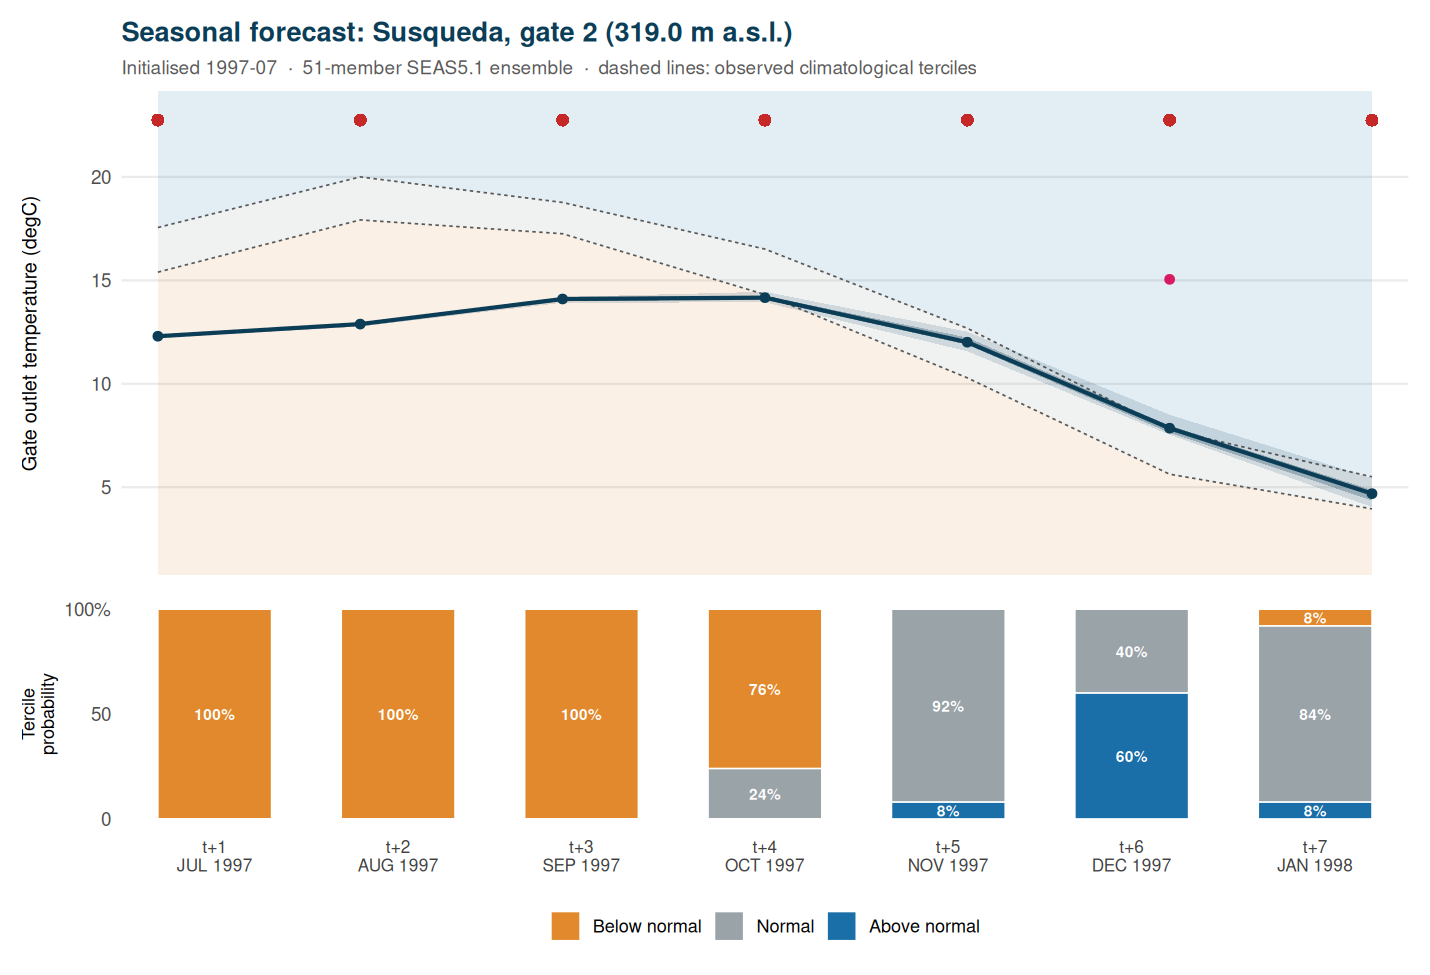 Seasonal forecast: Susqueda, gate 2 (319.0 m a.s.l.)
Initialised 1997-07 · 51-member SEAS5.1 ensemble · dashed lines: observed climatological terciles
Gate outlet temperature (degC)
20
15
10
5
Tercile
probability
100%
50
0
100%
100%
100%
76%
24%
92%
8%
40%
60%
8%
84%
8%
t+1
JUL 1997
t+2
AUG 1997
t+3
SEP 1997
t+4
OCT 1997
t+5
NOV 1997
t+6
DEC 1997
t+7
JAN 1998
Below normal
Normal
Above normal